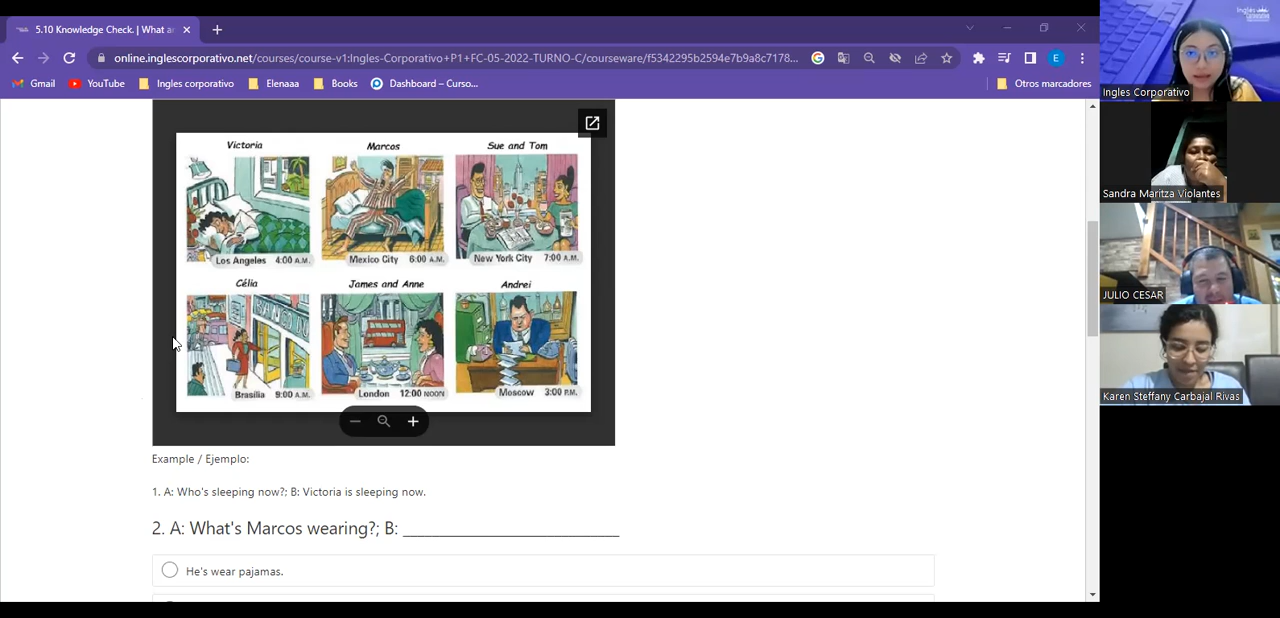 5.10 Knowledge Check. | What ar
online.inglescorporativo.net/courses/course-v1:Ingles-Corporativo+P1+FC-05-2022-TURNO-C/courseware/f5342295b2594e7b9a8c7178...
E
Gmail
YouTube
Ingles corporativo
Elenaaa
Books
Dashboard – Curso...
Otros marcadores
Victoria
Marcos
Sue and Tom
Los Angeles 4:00 A.M.
Mexico City 6:00 A.M.
New York City 7:00 A.M.
Célia
James and Anne
Andrei
Brasília 9:00 A.M.
London 12:00 NOON
Moscow 3:00 P.M.
Example / Ejemplo:
1. A: Who's sleeping now?; B: Victoria is sleeping now.
2. A: What's Marcos wearing?; B: ____________________________
He's wear pajamas.
Ingles Corporativo
Sandra Maritza Violantes
JULIO CESAR
Karen Steffany Carbajal Rivas